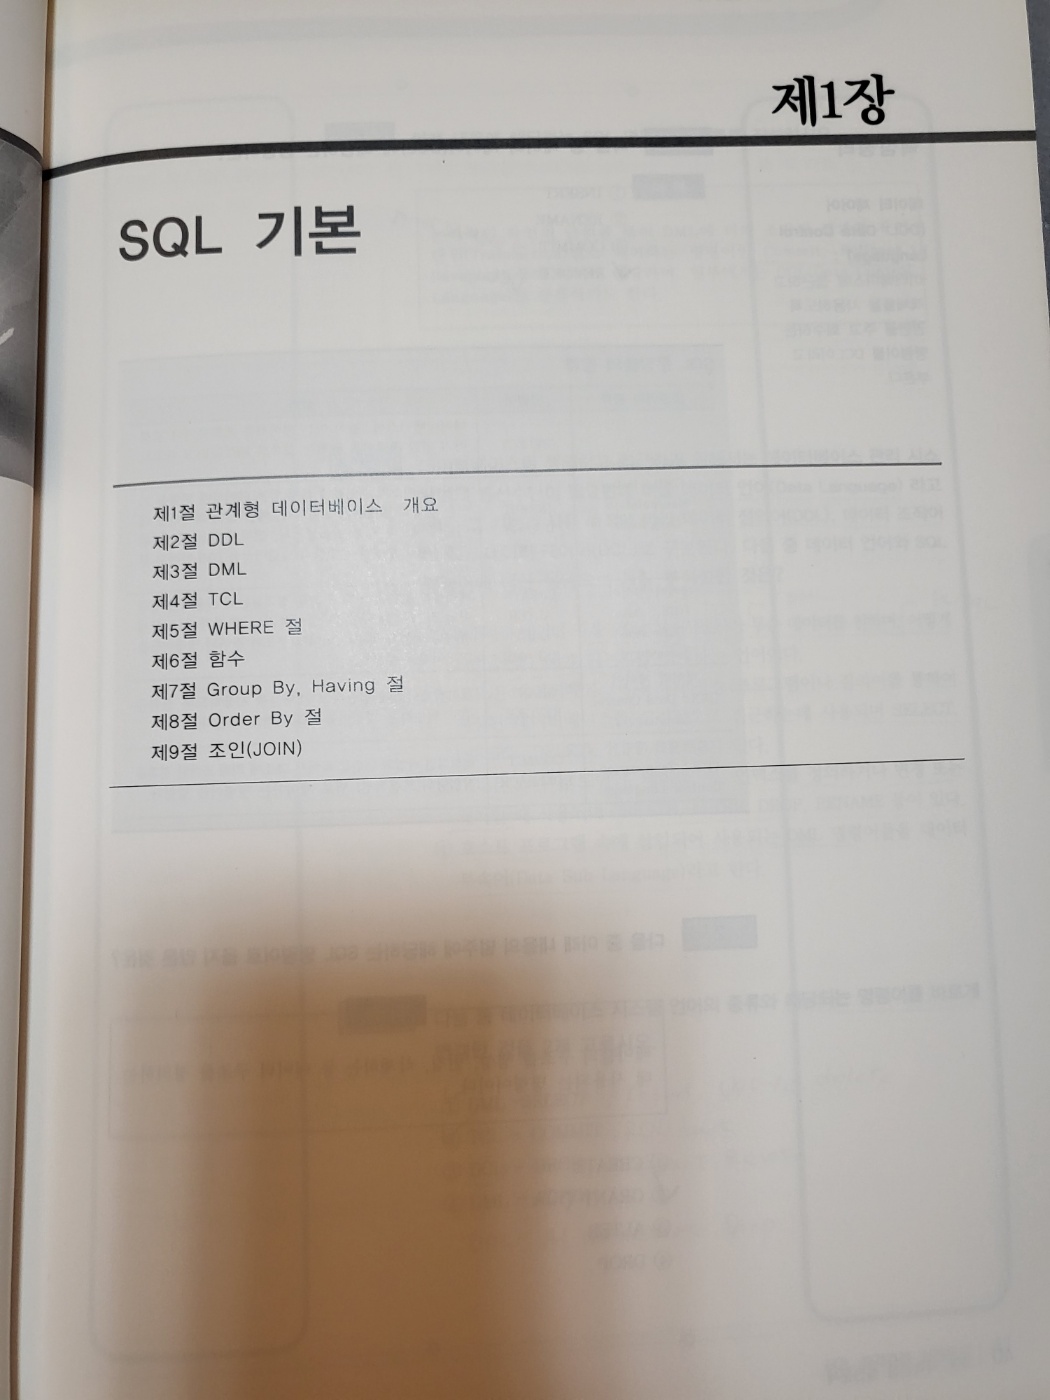 제1장
SQL 기본
제1절 관계형 데이터베이스 개요
제2절 DDL
제3절 DML
제4절 TCL
제5절 WHERE 절
제6절 함수
제7절 Group By, Having 절
제8절 Order By 절
제9절 조인(JOIN)